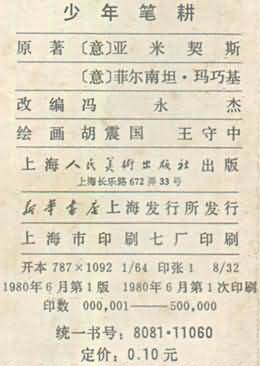 少年笔耕
原著〔意〕亚米契斯
〔意〕菲尔南坦·玛巧基
改编 冯永杰
绘画 胡震国 王守中
上海人民美術出版社出版
上海长乐路672弄33号
新华書店上海发行所发行
上海市印刷七厂印刷
开本 787×1092 1/64 印张 1 8/32
1980年6月第1版 1980年6月第1次印刷
印数 000,001——500,000
统一书号：8081·11060
定价：0.10元